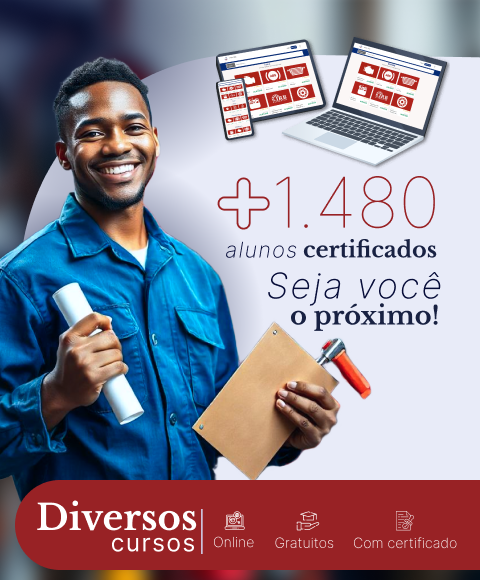 +1.480
alunos certificados
Seja você
o próximo!
Diversos
cursos
Online
Gratuitos
Com certificado